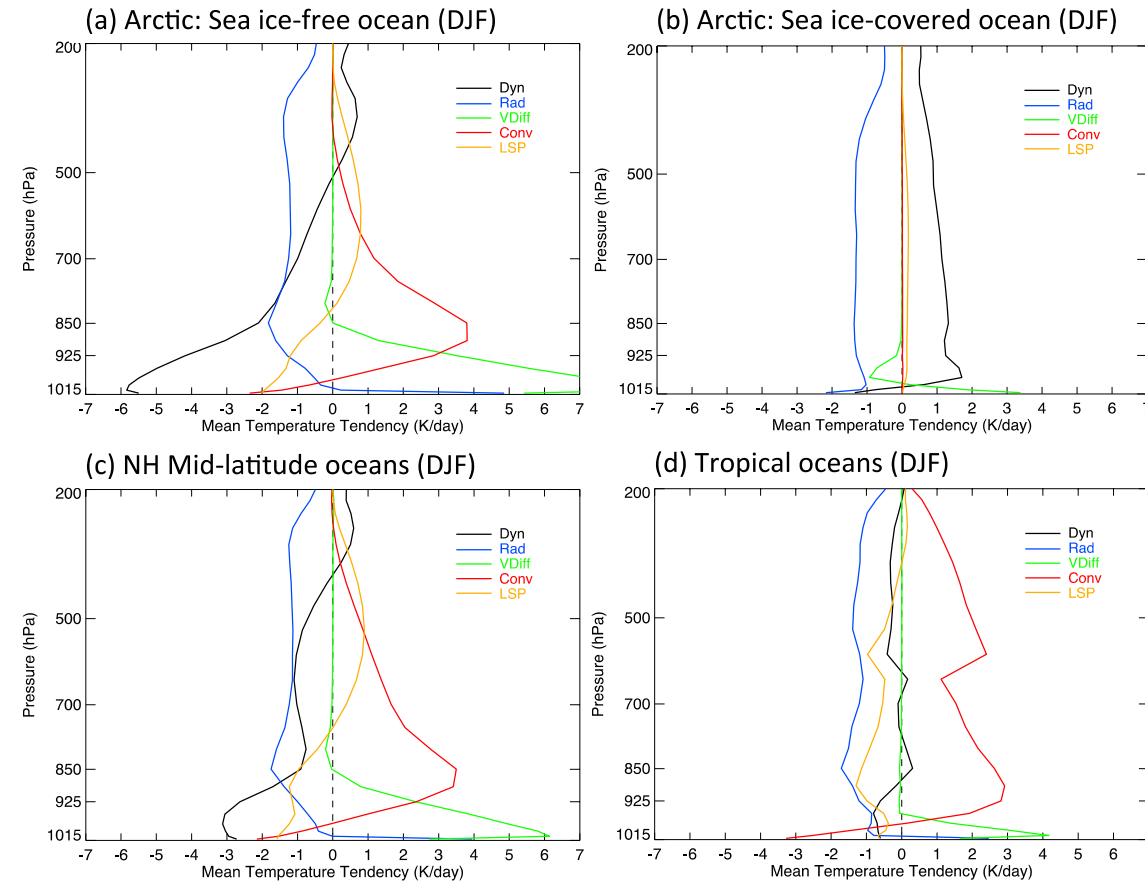 (a) Arctic: Sea ice-free ocean (DJF)
200
500
700
850
925
1015
Pressure (hPa)
Dyn
Rad
VDiff
Conv
LSP
-7 -6 -5 -4 -3 -2 -1 0 1 2 3 4 5 6 7
Mean Temperature Tendency (K/day)
(b) Arctic: Sea ice-covered ocean (DJF)
200
500
700
850
925
1015
Pressure (hPa)
Dyn
Rad
VDiff
Conv
LSP
-7 -6 -5 -4 -3 -2 -1 0 1 2 3 4 5 6 7
Mean Temperature Tendency (K/day)
(c) NH Mid-latitude oceans (DJF)
200
500
700
850
925
1015
Pressure (hPa)
Dyn
Rad
VDiff
Conv
LSP
-7 -6 -5 -4 -3 -2 -1 0 1 2 3 4 5 6 7
Mean Temperature Tendency (K/day)
(d) Tropical oceans (DJF)
200
500
700
850
925
1015
Pressure (hPa)
Dyn
Rad
VDiff
Conv
LSP
-7 -6 -5 -4 -3 -2 -1 0 1 2 3 4 5 6 7
Mean Temperature Tendency (K/day)